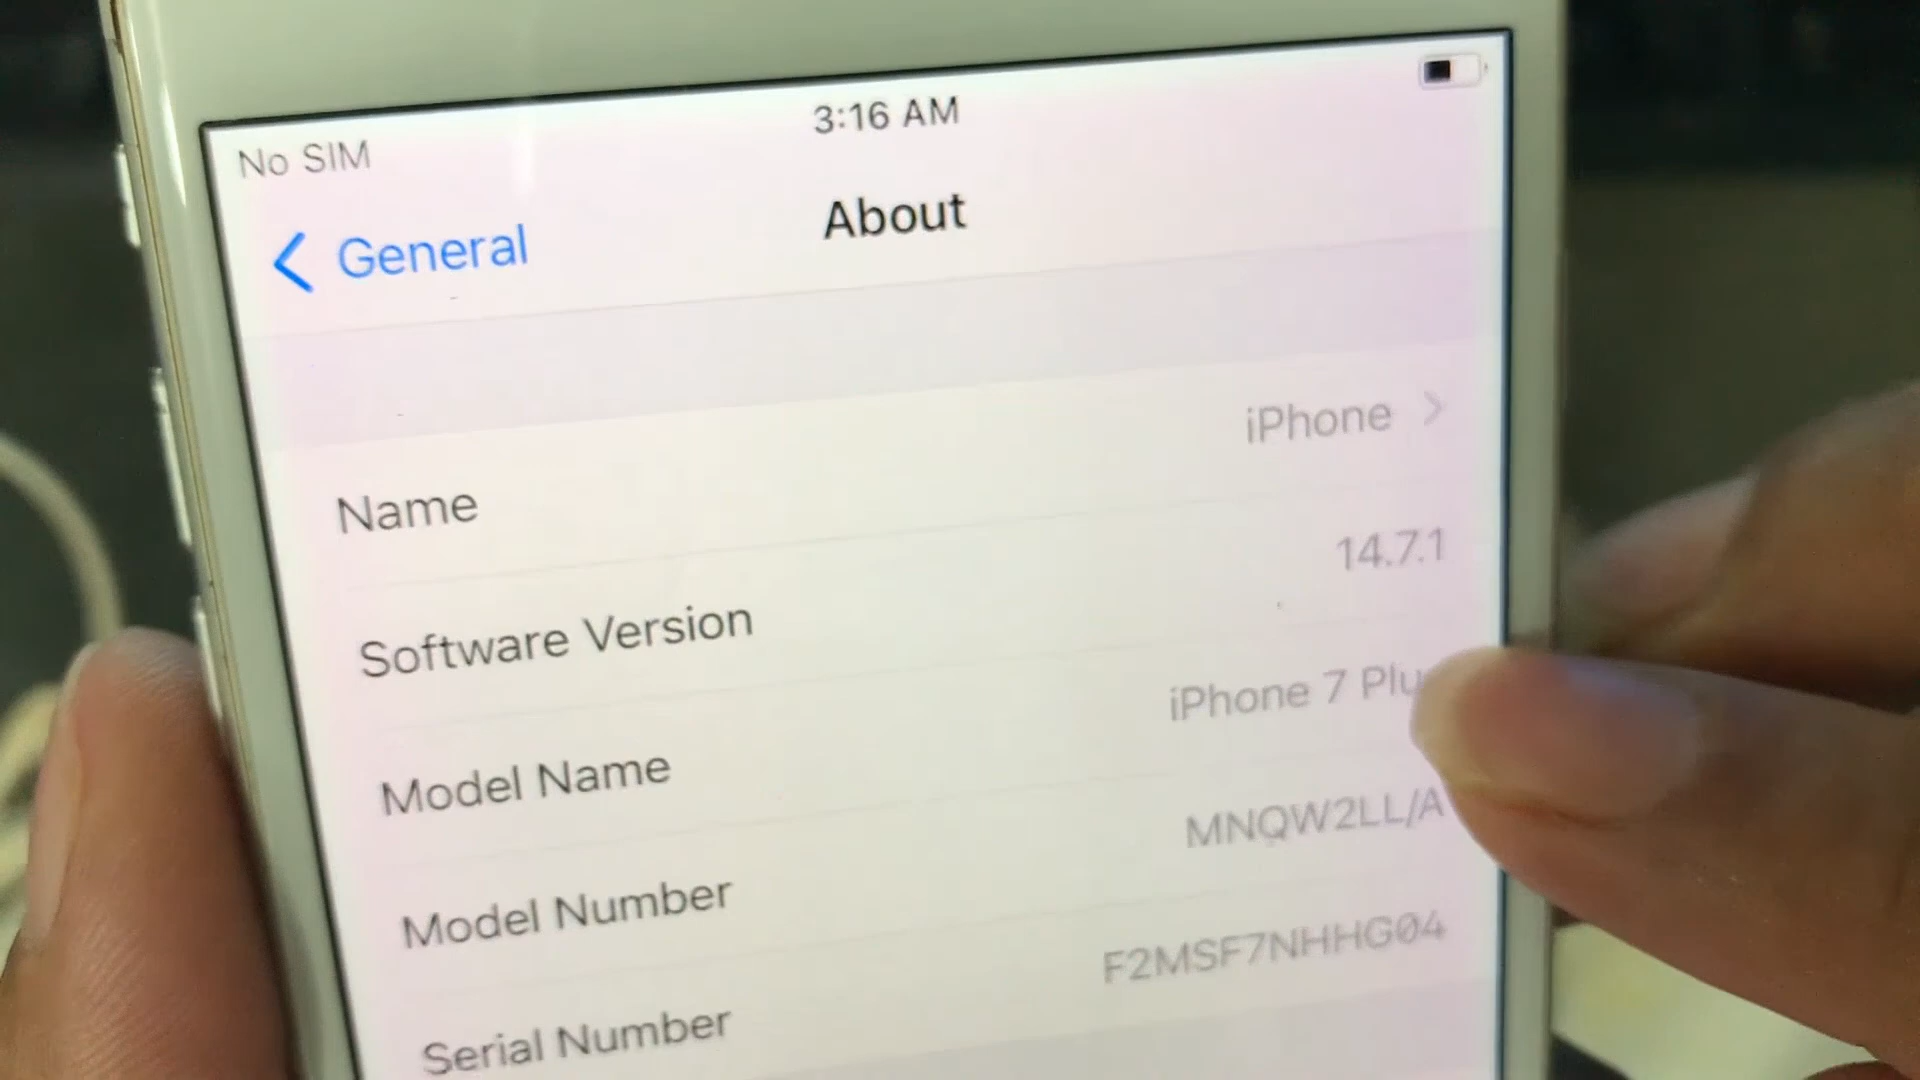 3:16 AM
No SIM
General
About
Name
iPhone
Software Version
14.7.1
Model Name
iPhone 7 Plu
Model Number
MNQW2LL/A
Serial Number
F2MSF7NHHG04